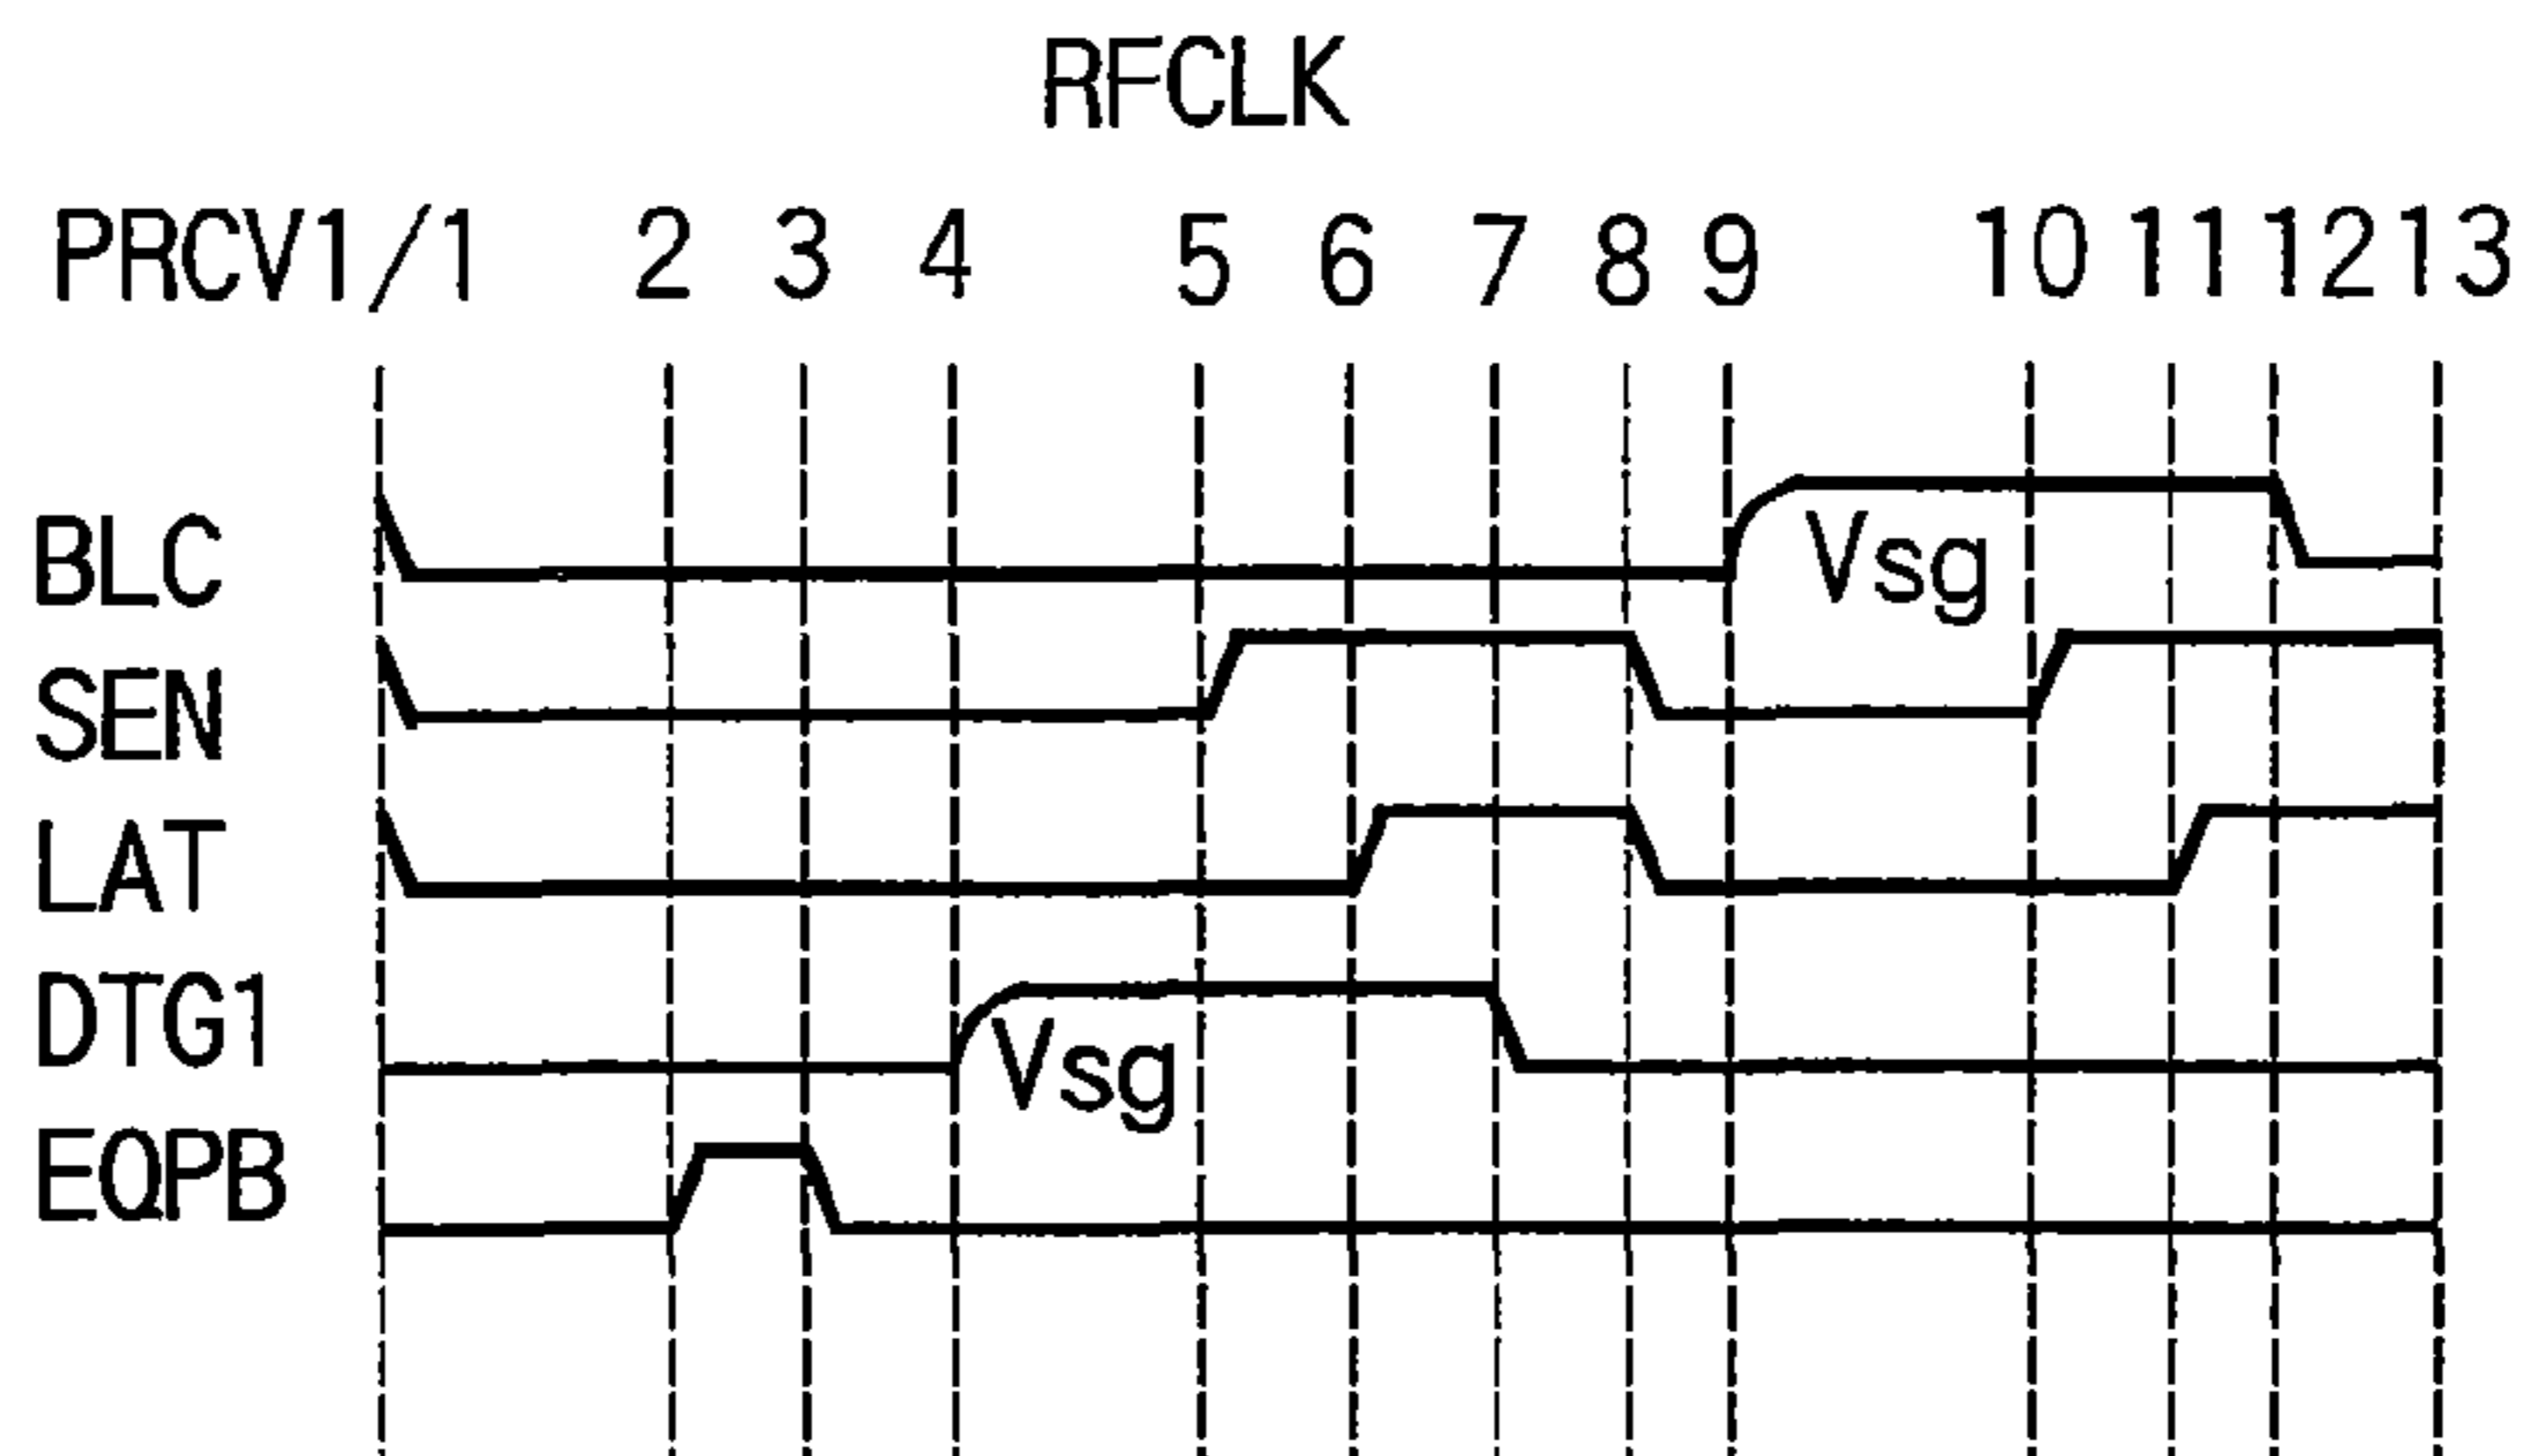 RFCLK
PRCV1/1 2 3 4 5 6 7 8 9 10 11 12 13
BLC
Vsg
SEN
LAT
DTG1
Vsg
EQPB